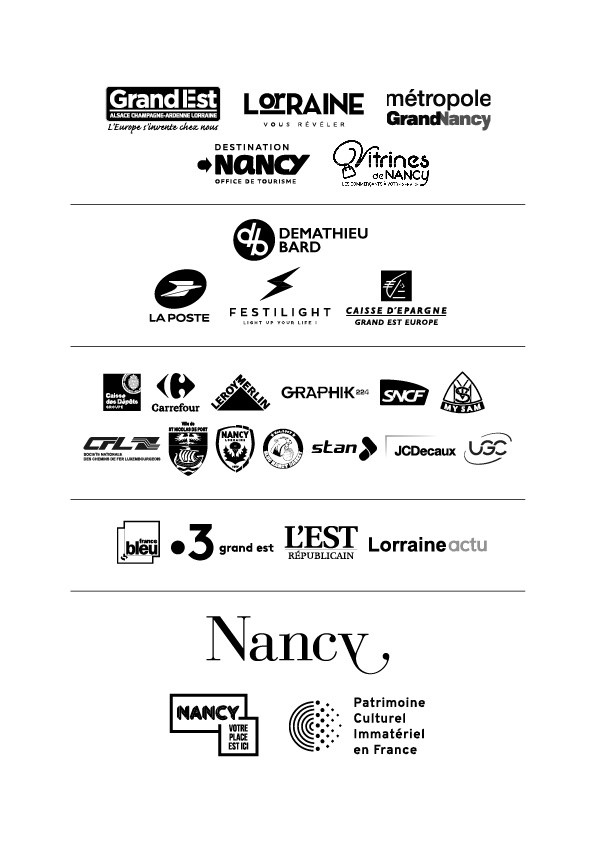 Grand Est
ALSACE CHAMPAGNE-ARDENNE LORRAINE
L'Europe s'invente chez nous
LORRAINE
VOUS RÉVÉLER
métropole
GrandNancy
DESTINATION
NANCY
OFFICE DE TOURISME
Vitrines
de NANCY
db
DEMATHIEU
BARD
LA POSTE
FESTILIGHT
LIGHT UP YOUR LIFE !
CAISSE D'EPARGNE
GRAND EST EUROPE
Caisse
des Dépôts
GROUPE
Carrefour
LEROY MERLIN
GRAPHIK 224
SNCF
MY SAM
CFL
SOCIÉTÉ NATIONALE
DES CHEMINS DE FER LUXEMBOURGEOIS
Ville de
ST NICOLAS DE PORT
NANCY
LORRAINE
stan
JCDecaux
UGC
france
bleu
3 grand est
L'EST
RÉPUBLICAIN
Lorraine actu
Nancy,
NANCY
VOTRE
PLACE
EST ICI
Patrimoine
Culturel
Immatériel
en France